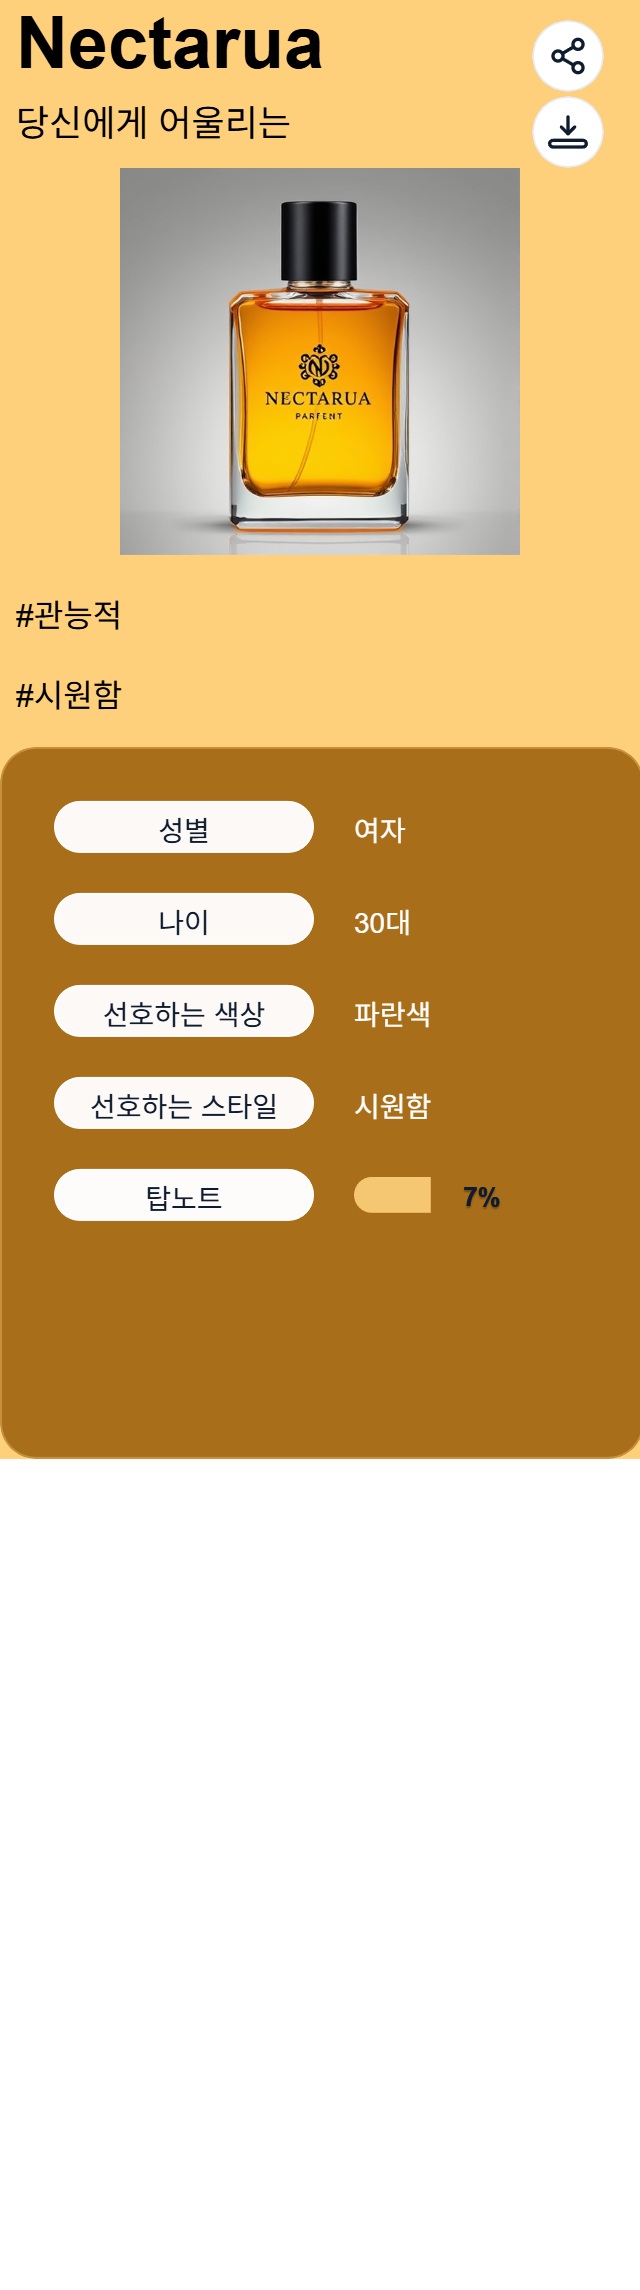 Nectarua
당신에게 어울리는
NECTARUA
PARFENT
#관능적
#시원함
성별 여자
나이 30대
선호하는 색상 파란색
선호하는 스타일 시원함
탑노트 7%